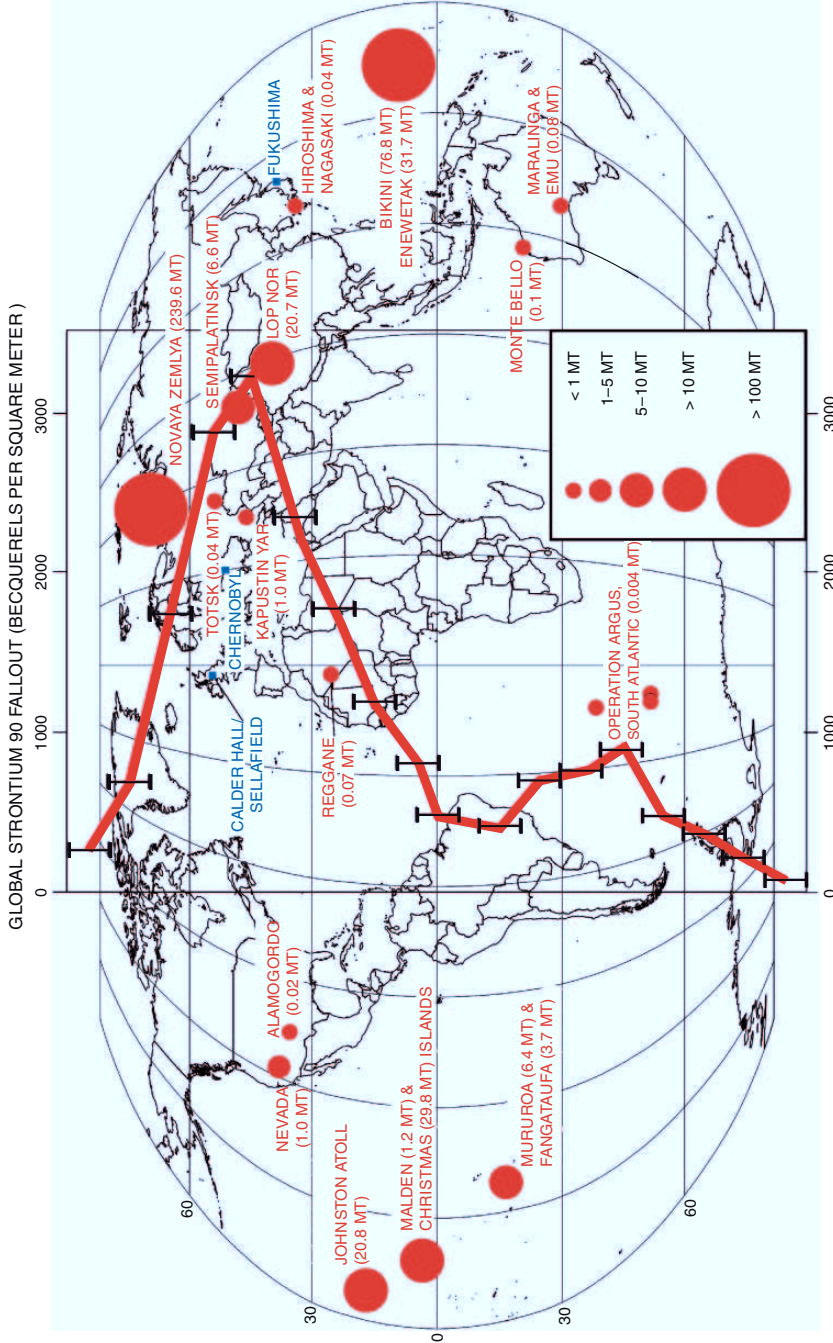 GLOBAL STRONTIUM 90 FALLOUT (BECQUERELS PER SQUARE METER )
0
1000
2000
3000
NOVAYA ZEMLYA (239.6 MT)
SEMIPALATINSK (6.6 MT)
LOP NOR
(20.7 MT)
TOTSK (0.04 MT)
CHERNOBYL
KAPUSTIN YAR
(1.0 MT)
CALDER HALL/
SELLAFIELD
REGGANE
(0.07 MT)
FUKUSHIMA
HIROSHIMA &
NAGASAKI (0.04 MT)
BIKINI (76.8 MT)
ENEWETAK (31.7 MT)
MONTE BELLO
(0.1 MT)
MARALINGA &
EMU (0.08 MT)
ALAMOGORDO
(0.02 MT)
NEVADA
(1.0 MT)
JOHNSTON ATOLL
(20.8 MT)
MALDEN (1.2 MT) &
CHRISTMAS (29.8 MT) ISLANDS
MURUROA (6.4 MT) &
FANGATAUFA (3.7 MT)
OPERATION ARGUS,
SOUTH ATLANTIC (0.004 MT)
< 1 MT
1–5 MT
5–10 MT
> 10 MT
> 100 MT
60
30
0
30
60
0
1000
2000
3000